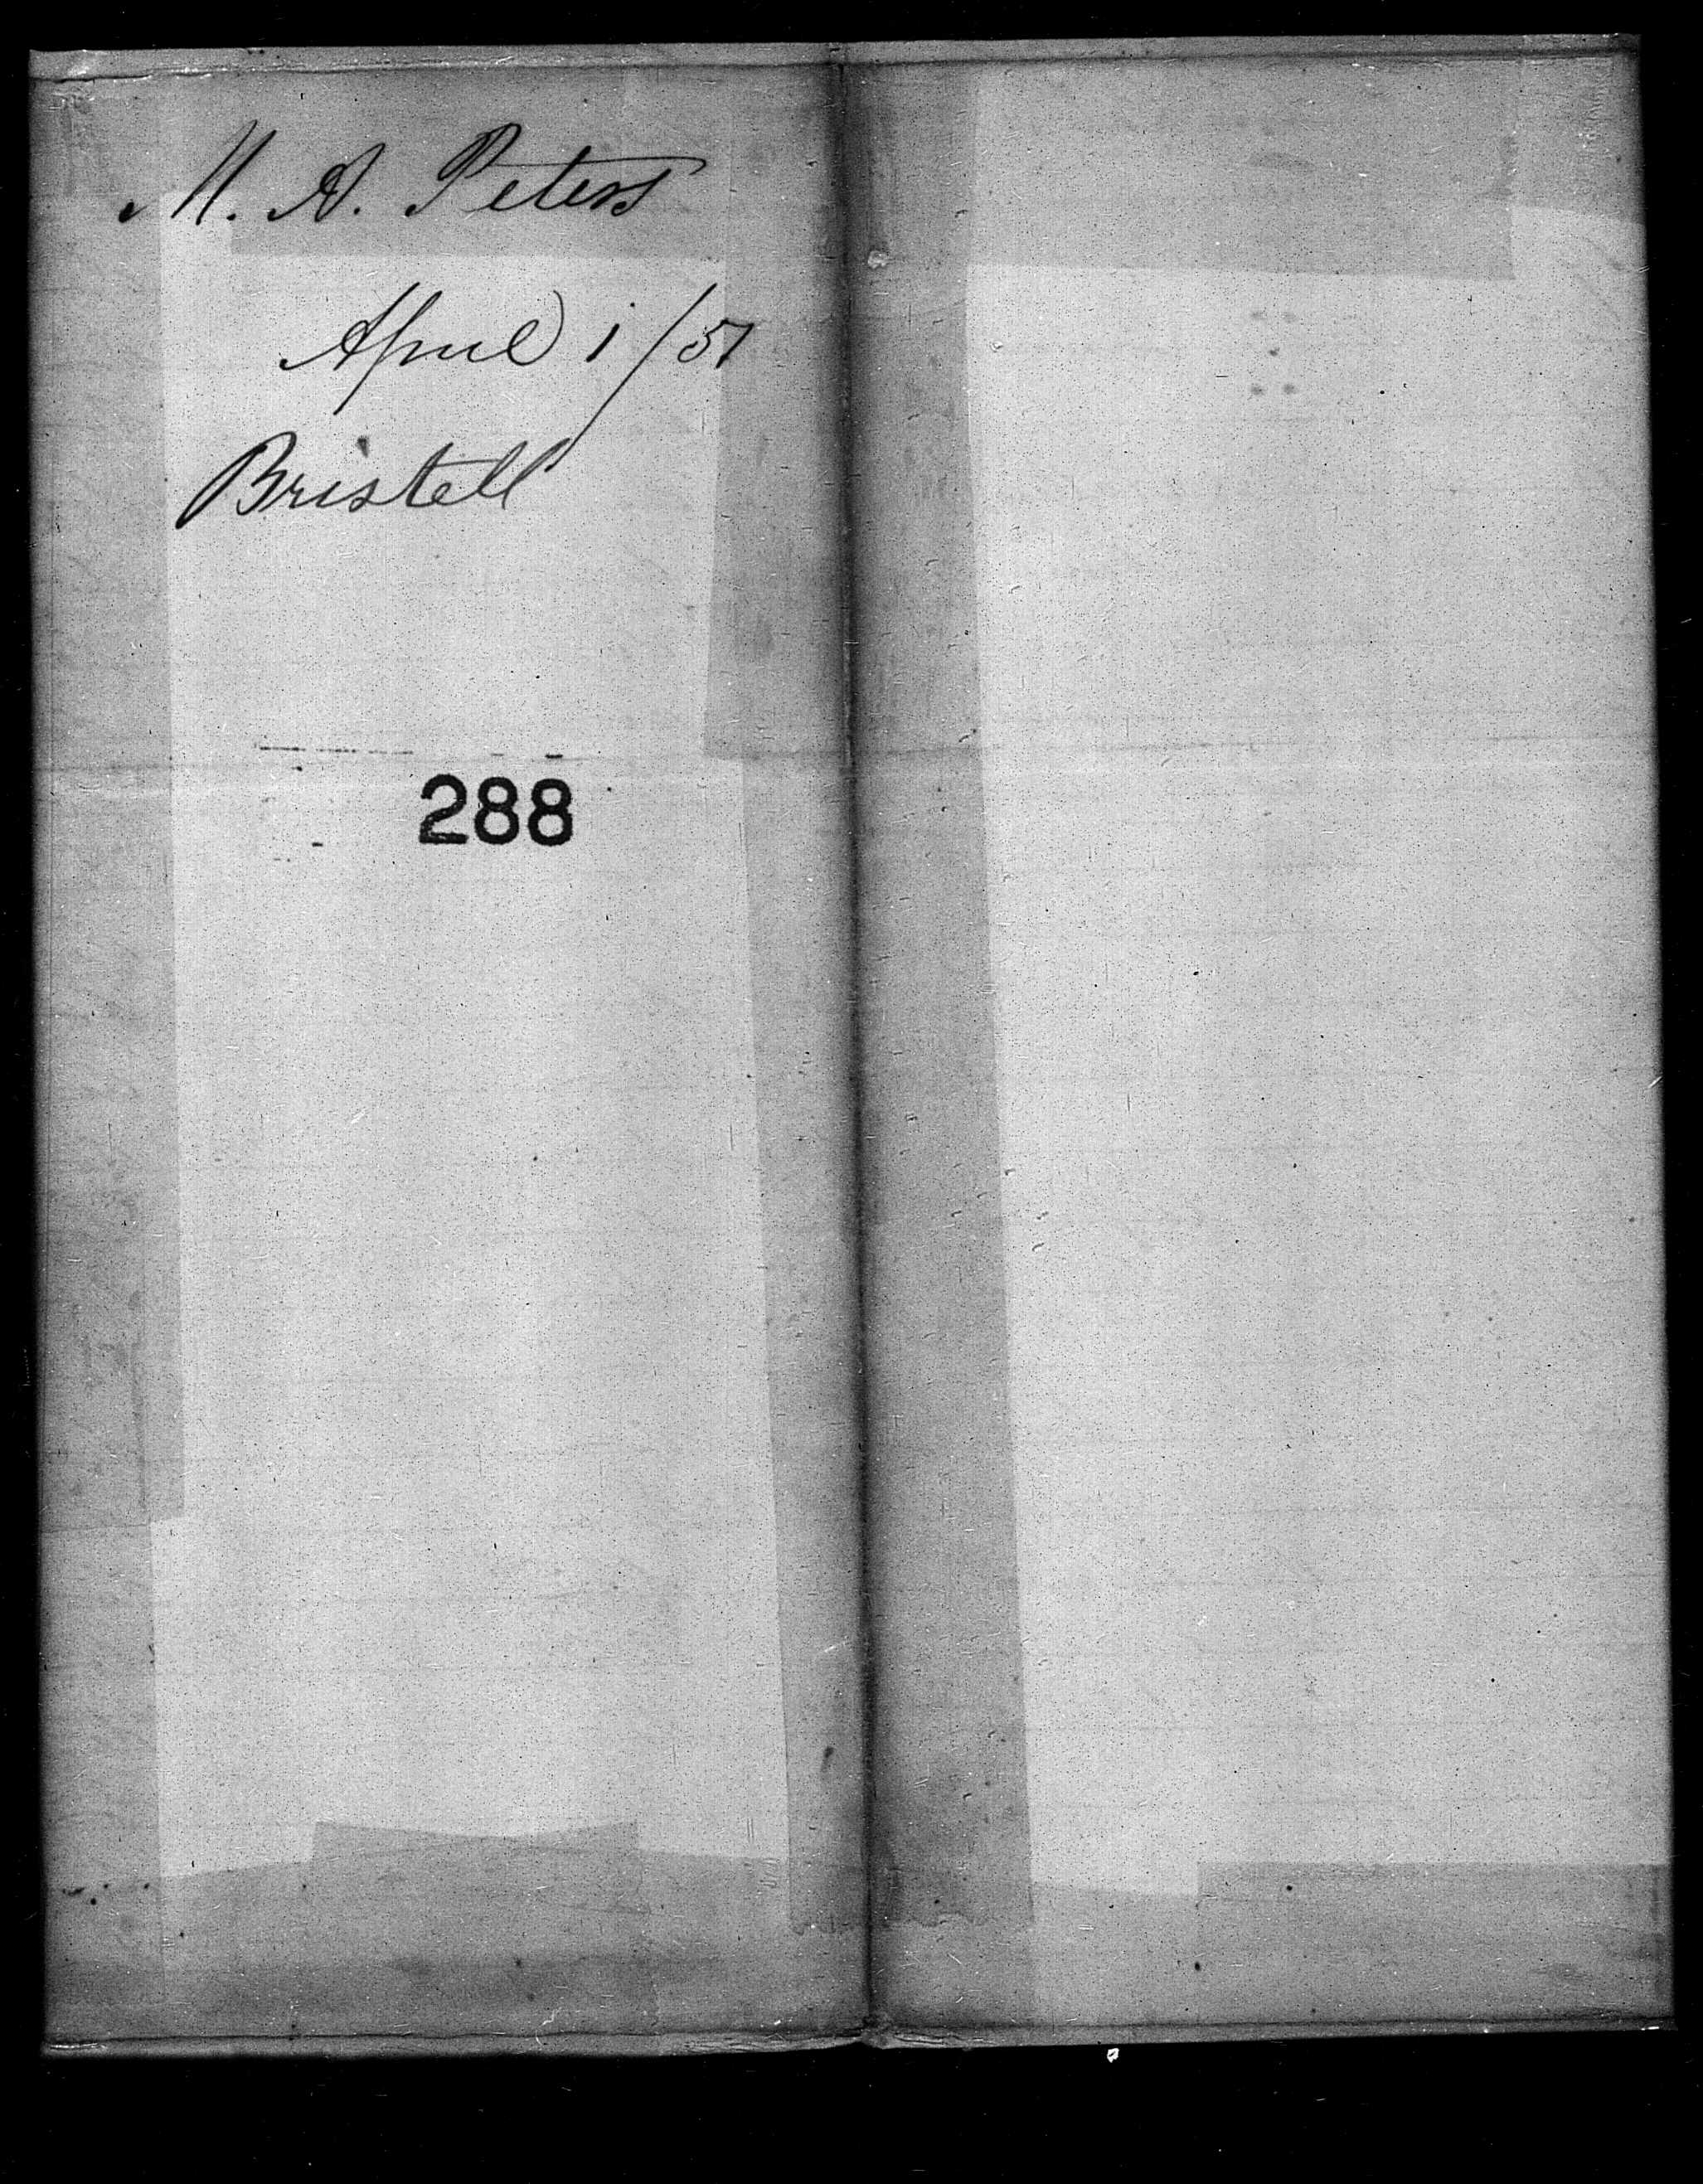 M. A. Peters
April 1/57
Bristell
288